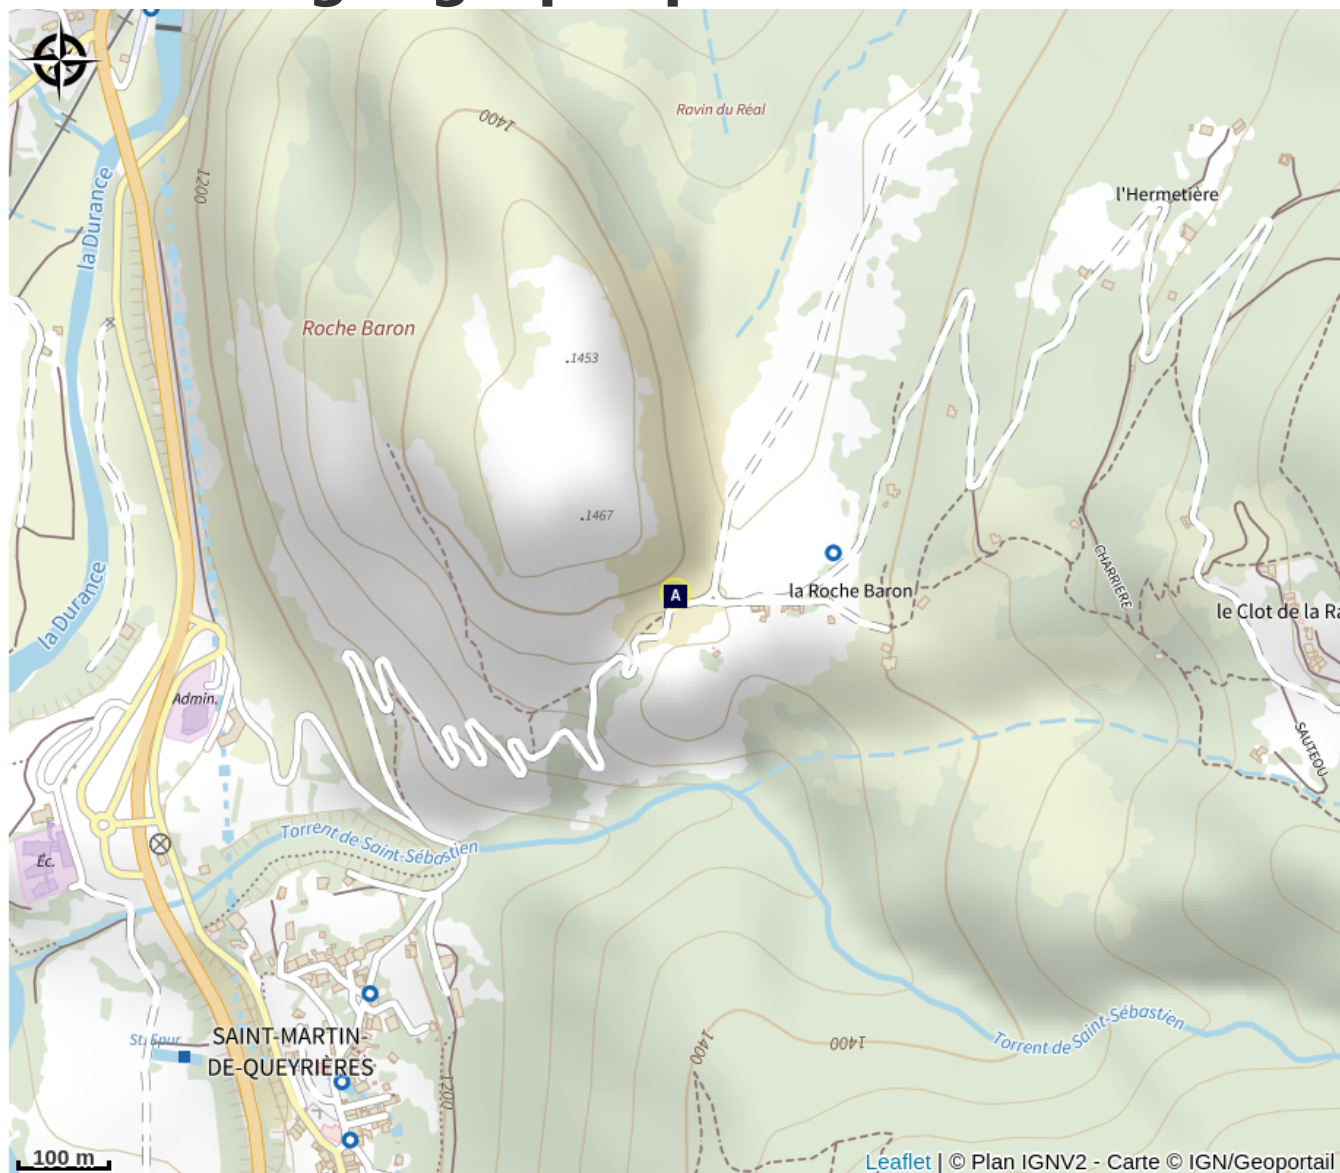 Ravin du Réal
1400
1200
l'Hermetière
la Durance
Roche Baron
.1453
.1467
CHARRIÈRE
la Roche Baron
A
le Clot de la Ra
la Durance
Admin.
SAUTEOU
Torrent de Saint-Sébastien
Éc.
St. Epur.
SAINT-MARTIN-
DE-QUEYRIÈRES
1400
1400
Torrent de Saint-Sébastien
1200
100 m
Leaflet | © Plan IGNV2 - Carte © IGN/Geoportail